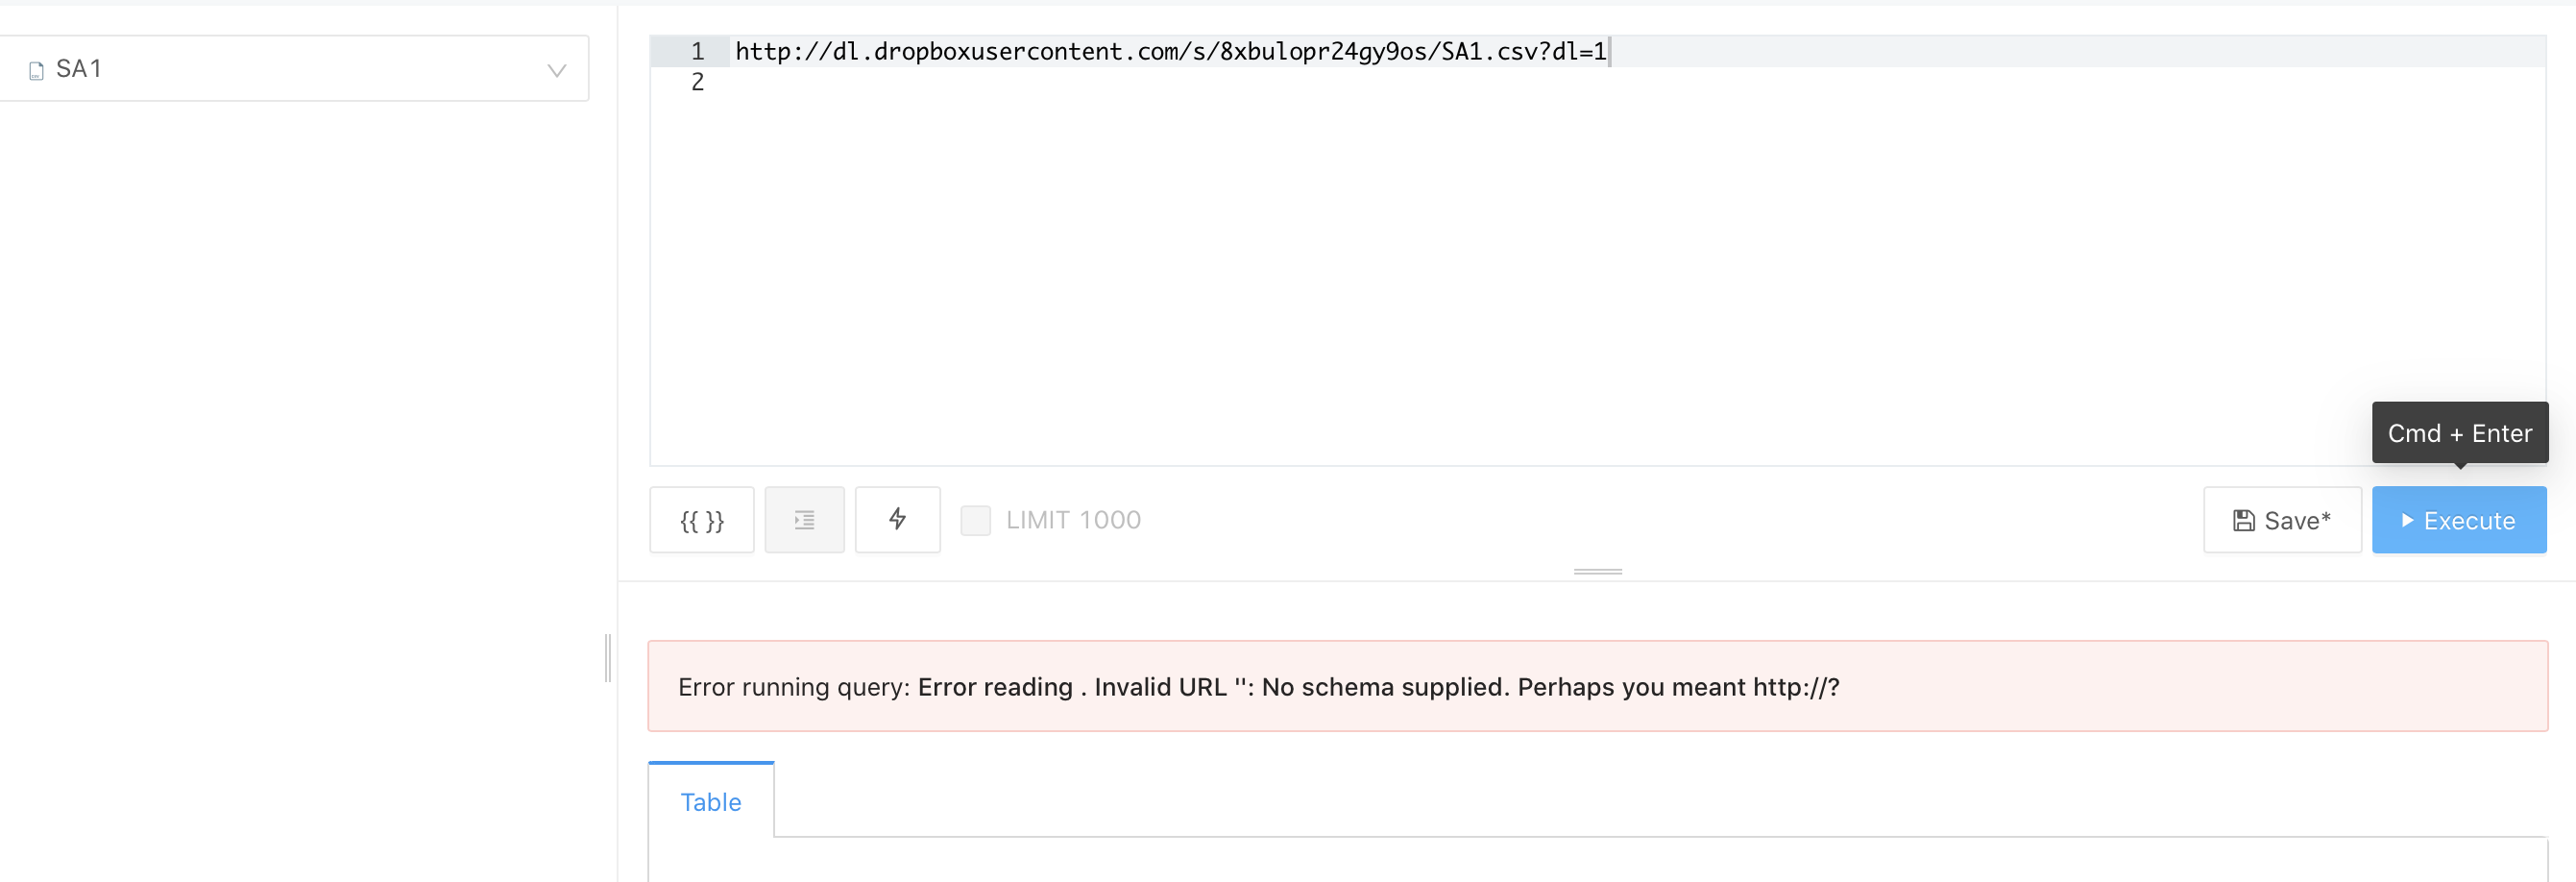 SA1
1 http://dl.dropboxusercontent.com/s/8xbulopr24gy9os/SA1.csv?dl=1
2
Cmd + Enter
{{ }} LIMIT 1000 Save* Execute
Error running query: Error reading . Invalid URL '': No schema supplied. Perhaps you meant http://?
Table